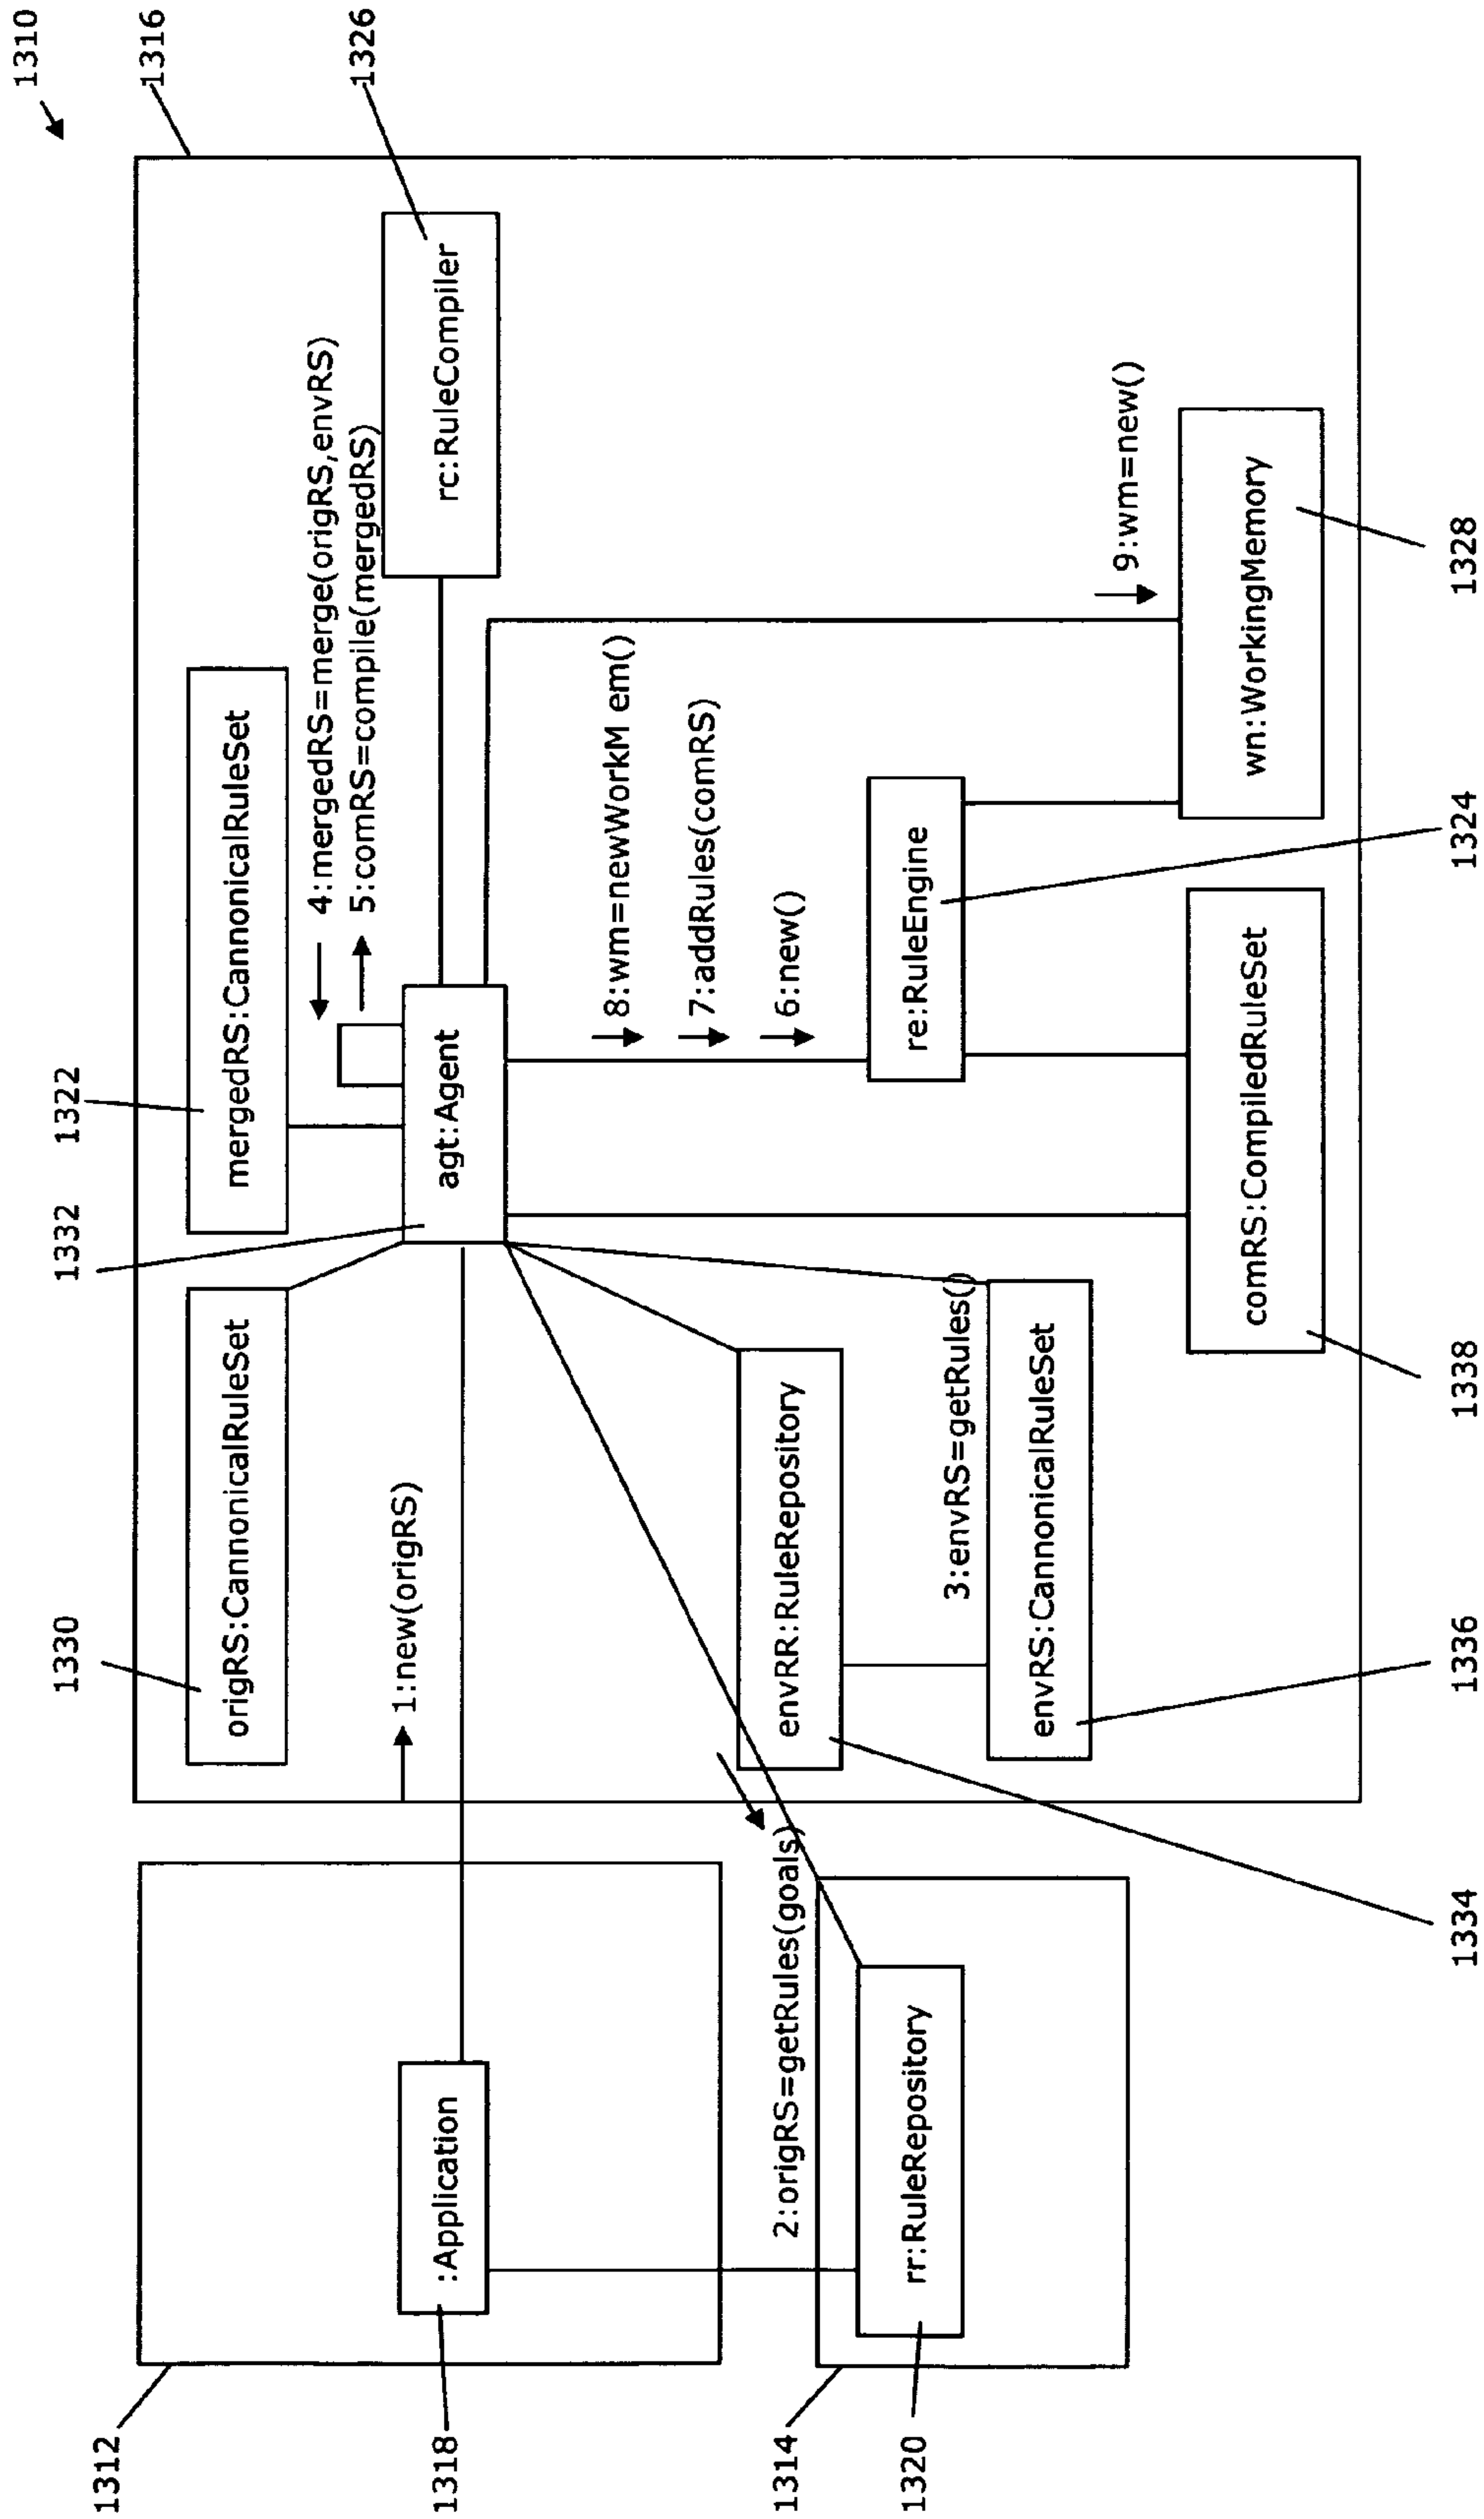 1310
1316
1326
1322
1332
1330
mergedRS:CannonicalRuleSet
origRS:CannonicalRuleSet
4:mergedRS=merge(origRS,envRS)
5:comRS=compile(mergedRS)
rc:RuleCompiler
1:new(origRS)
agt:Agent
:Application
8:wm=newWorkM em()
7:addRules(comRS)
6:new()
2:origRS=getRules(goals)
envRR:RuleRepository
re:RuleEngine
rr:RuleRepository
3:envRS=getRules()
envRS:CannonicalRuleSet
9:wm=new()
wn:WorkingMemory
comRS:CompiledRuleSet
1312
1318
1314
1320
1334
1336
1338
1324
1328